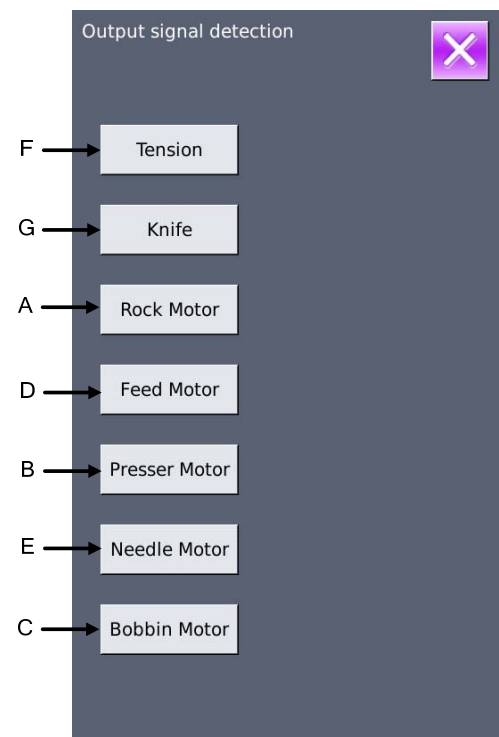 Output signal detection
F Tension
G Knife
A Rock Motor
D Feed Motor
B Presser Motor
E Needle Motor
C Bobbin Motor